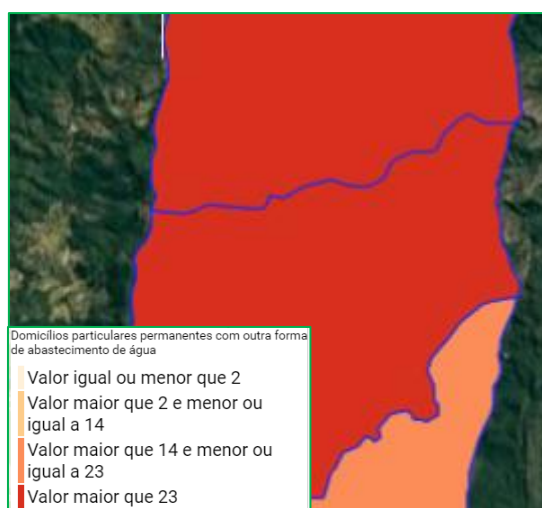 Domicílios particulares permanentes com outra forma
de abastecimento de água
Valor igual ou menor que 2
Valor maior que 2 e menor ou
igual a 14
Valor maior que 14 e menor ou
igual a 23
Valor maior que 23